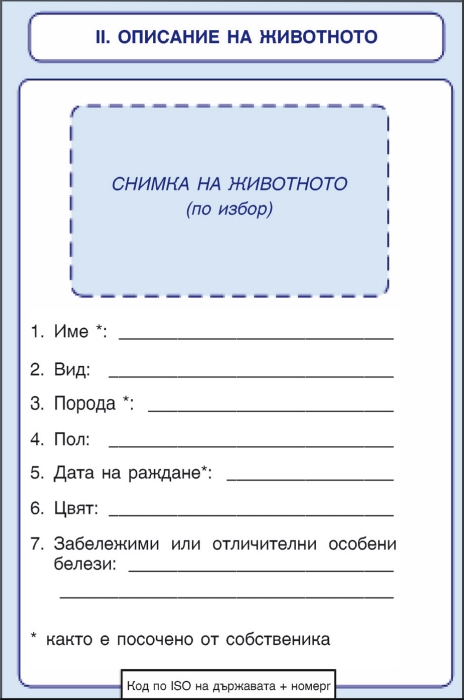 II. ОПИСАНИЕ НА ЖИВОТНОТО
СНИМКА НА ЖИВОТНОТО
(по избор)
1. Име *:
2. Вид:
3. Порода *:
4. Пол:
5. Дата на раждане*:
6. Цвят:
7. Забележими или отличителни особени
белези:
* както е посочено от собственика
Код по ISO на държавата + номерг